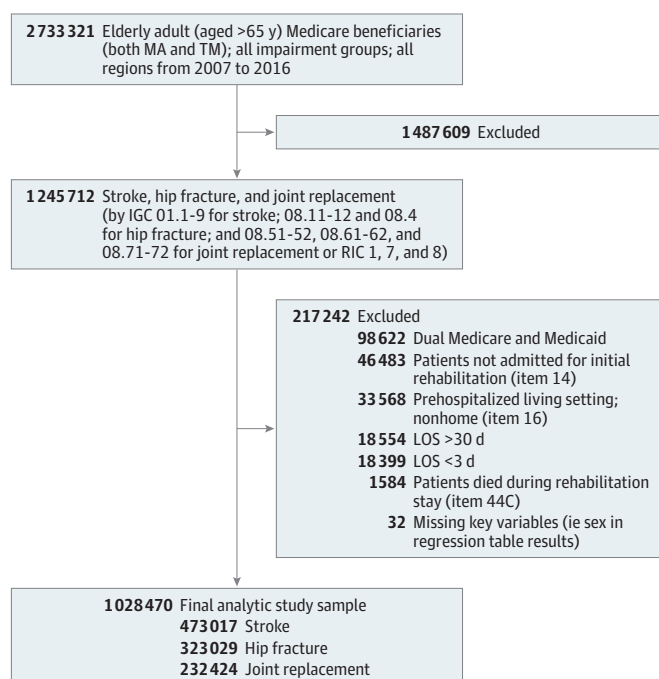 2733321 Elderly adult (aged >65 y) Medicare beneficiaries
(both MA and TM); all impairment groups; all
regions from 2007 to 2016
1487609 Excluded
1245712 Stroke, hip fracture, and joint replacement
(by IGC 01.1-9 for stroke; 08.11-12 and 08.4
for hip fracture; and 08.51-52, 08.61-62, and
08.71-72 for joint replacement or RIC 1, 7, and 8)
217242 Excluded
98622 Dual Medicare and Medicaid
46483 Patients not admitted for initial
rehabilitation (item 14)
33568 Prehospitalized living setting;
nonhome (item 16)
18554 LOS >30 d
18399 LOS <3 d
1584 Patients died during rehabilitation
stay (item 44C)
32 Missing key variables (ie sex in
regression table results)
1028470 Final analytic study sample
473017 Stroke
323029 Hip fracture
232424 Joint replacement